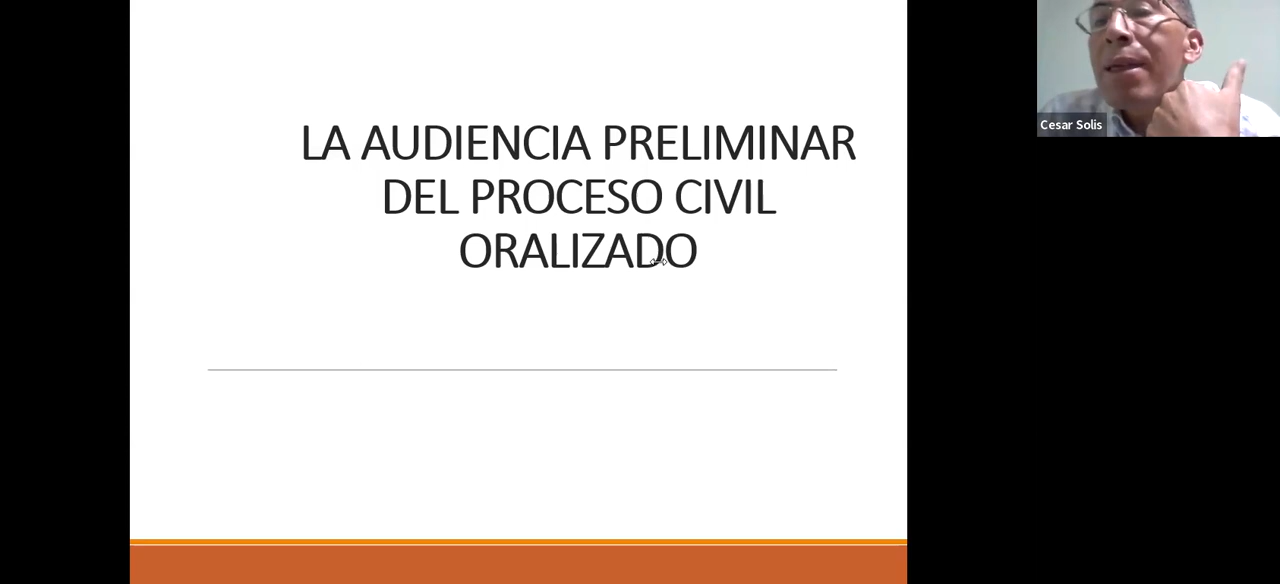 LA AUDIENCIA PRELIMINAR
DEL PROCESO CIVIL
ORALIZADO
Cesar Solis